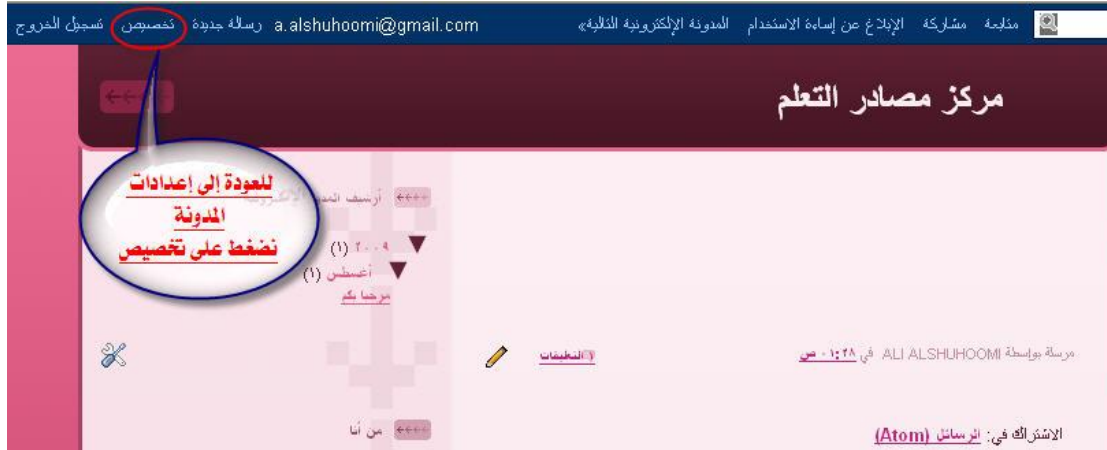 متابعة مشاركة الإبلاغ عن إساءة الاستخدام المدونة الإلكترونية التالية» a.alshuhoomi@gmail.com رسالة جديدة تخصيص تسجيل الخروج
مركز مصادر التعلم
للعودة إلى إعدادات
المدونة
نضغط على تخصيص
أرشيف المدونة الإلكترونية
▼ ٢٠٠٩ (١)
▼ أغسطس (١)
مرحبا بكم
مرسلة بواسطة ALI ALSHUHOOMI في
التعليقات
من أنا
الاشتراك في: الرسائل (Atom)